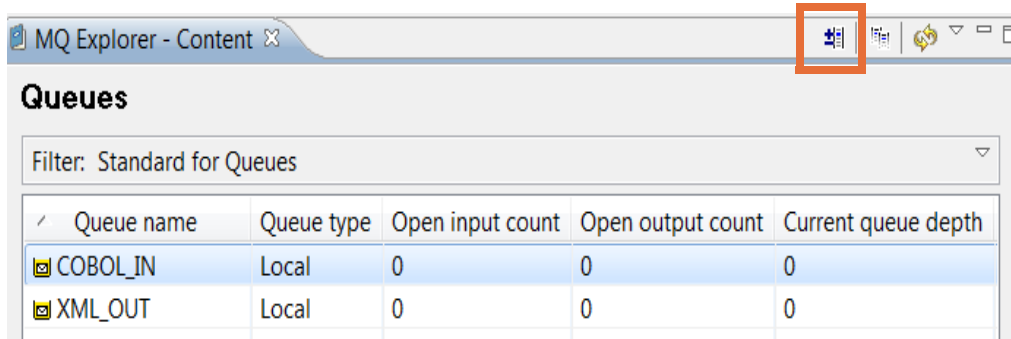 MQ Explorer - Content
Queues
Filter: Standard for Queues
Queue name Queue type Open input count Open output count Current queue depth
COBOL_IN Local 0 0 0
XML_OUT Local 0 0 0